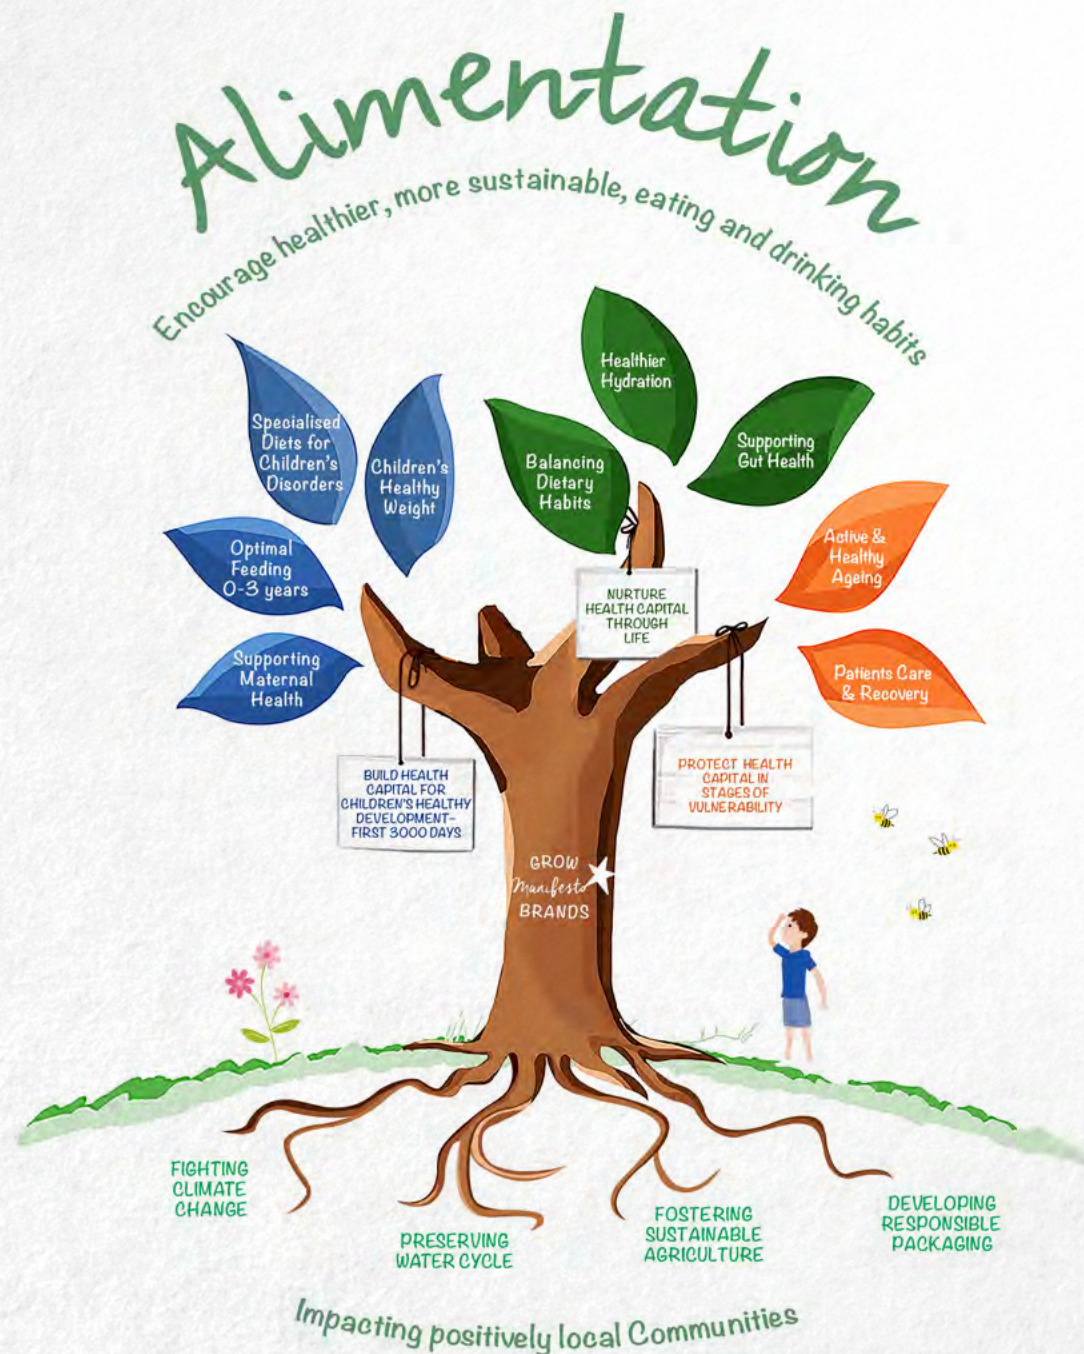 Alimentation
Encourage healthier, more sustainable, eating and drinking habits
Specialised
Diets for
Children's
Disorders
Children's
Healthy
Weight
Optimal
Feeding
0-3 years
Supporting
Maternal
Health
Balancing
Dietary
Habits
Healthier
Hydration
Supporting
Gut Health
Active &
Healthy
Ageing
Patients Care
& Recovery
NURTURE
HEALTH CAPITAL
THROUGH
LIFE
BUILD HEALTH
CAPITAL FOR
CHILDREN'S HEALTHY
DEVELOPMENT-
FIRST 3000 DAYS
PROTECT HEALTH
CAPITAL IN
STAGES OF
VULNERABILITY
GROW
Manifesto
BRANDS
FIGHTING
CLIMATE
CHANGE
PRESERVING
WATER CYCLE
FOSTERING
SUSTAINABLE
AGRICULTURE
DEVELOPING
RESPONSIBLE
PACKAGING
Impacting positively local Communities